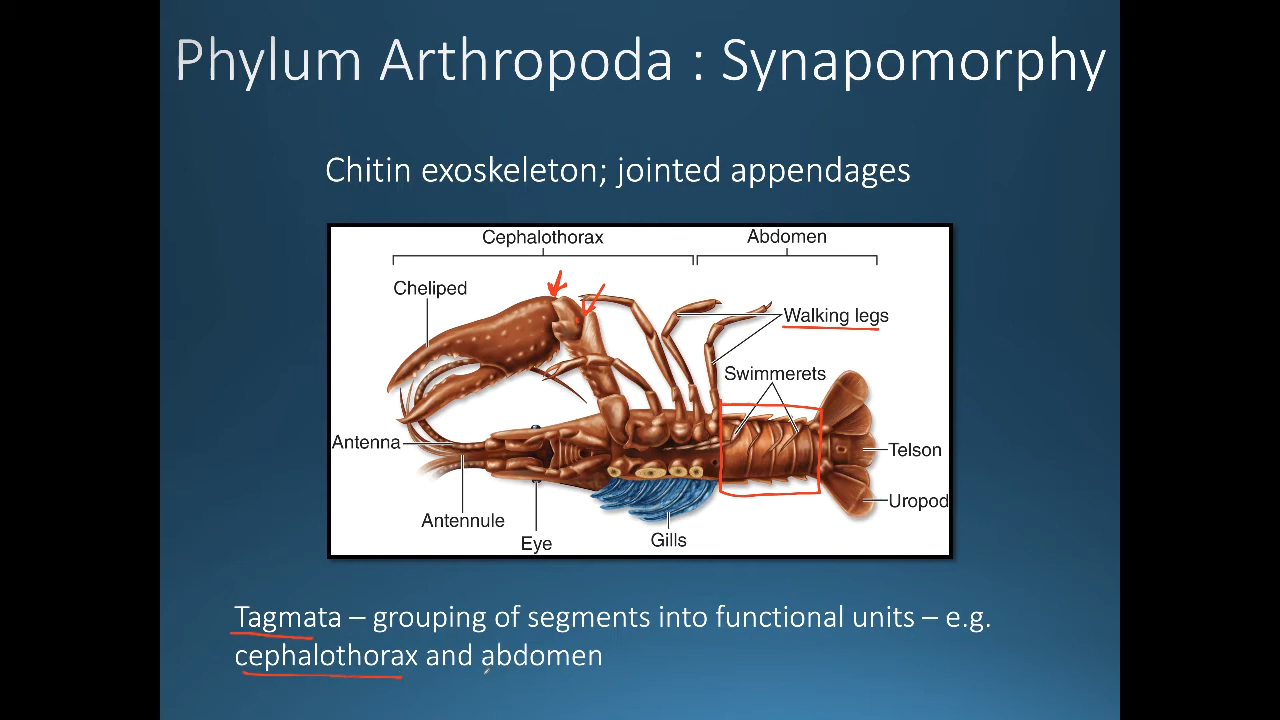 Phylum Arthropoda : Synapomorphy
Chitin exoskeleton; jointed appendages
Cephalothorax
Abdomen
Cheliped
Walking legs
Swimmerets
Antenna
Telson
Uropod
Antennule
Eye
Gills
Tagmata – grouping of segments into functional units – e.g.
cephalothorax and abdomen